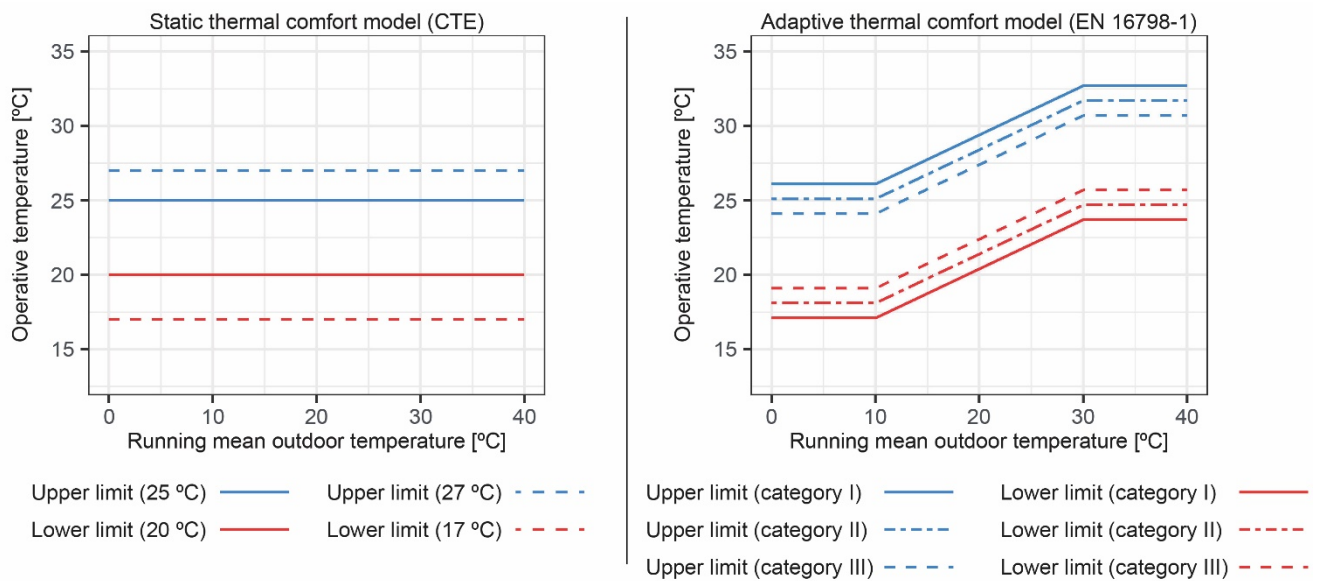 Static thermal comfort model (CTE)
Operative temperature [ºC]
35
30
25
20
15
0 10 20 30 40
Running mean outdoor temperature [ºC]
Upper limit (25 ºC) Upper limit (27 ºC)
Lower limit (20 ºC) Lower limit (17 ºC)
Adaptive thermal comfort model (EN 16798-1)
Operative temperature [ºC]
35
30
25
20
15
0 10 20 30 40
Running mean outdoor temperature [ºC]
Upper limit (category I) Lower limit (category I)
Upper limit (category II) Lower limit (category II)
Upper limit (category III) Lower limit (category III)